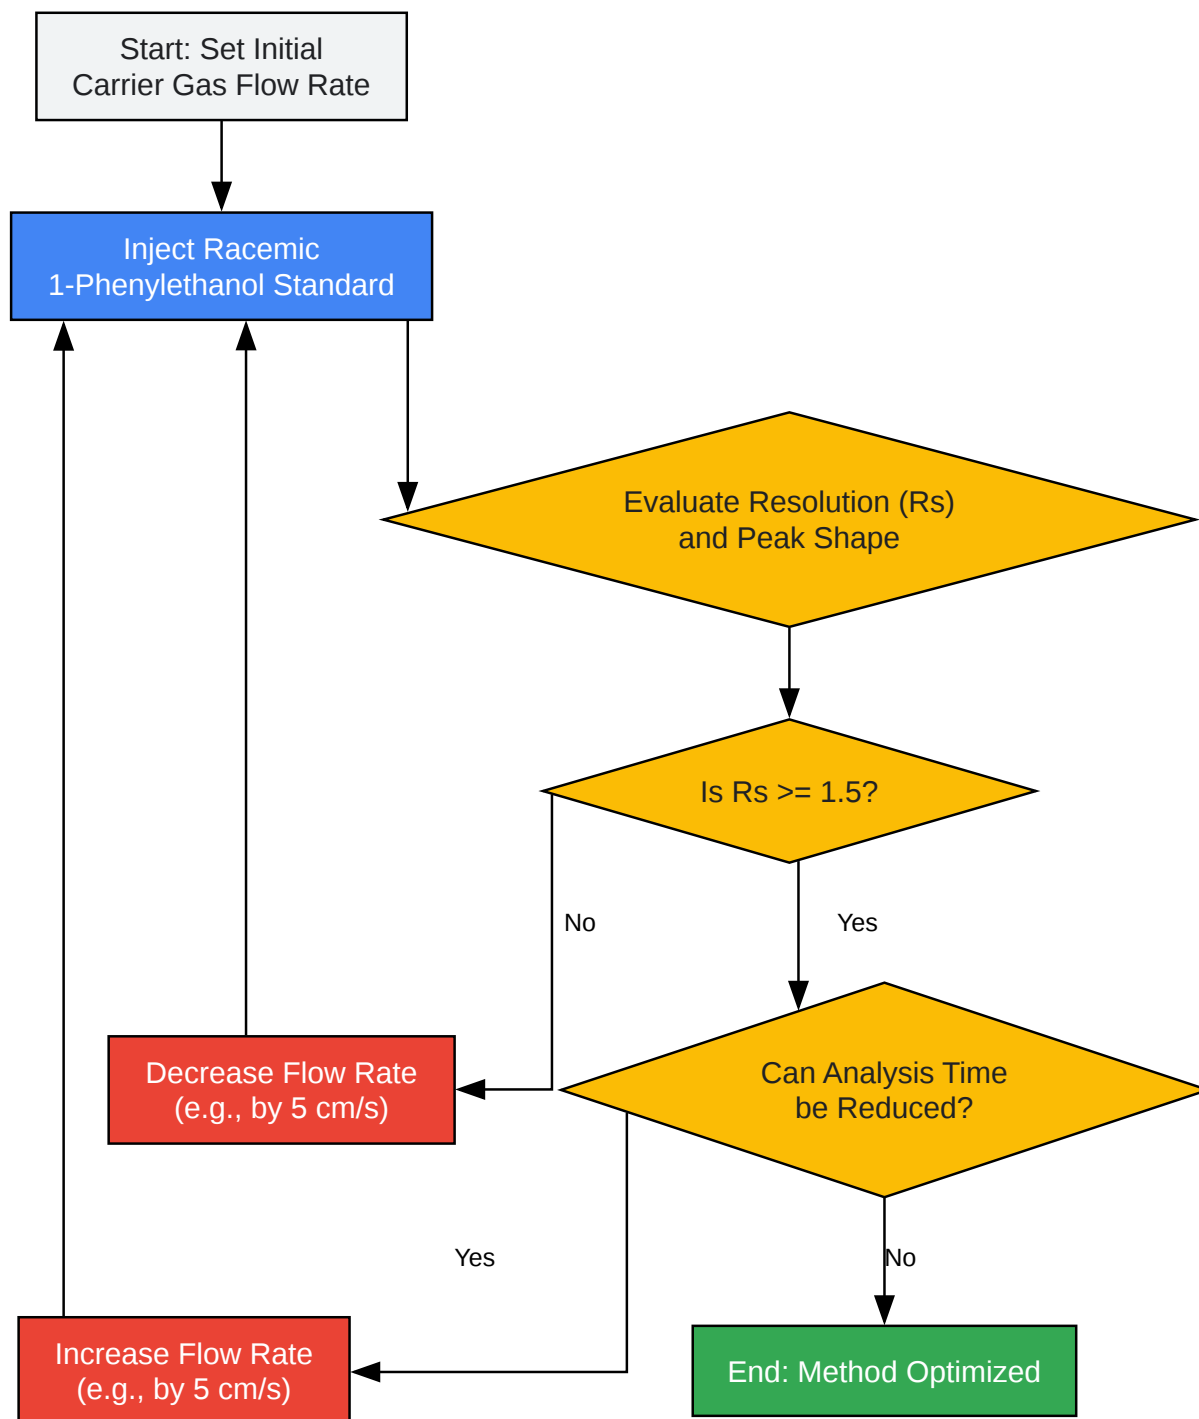 Start: Set Initial
Carrier Gas Flow Rate
Inject Racemic
1-Phenylethanol Standard
Evaluate Resolution (Rs)
and Peak Shape
Is Rs >= 1.5?
No
Yes
Decrease Flow Rate
(e.g., by 5 cm/s)
Can Analysis Time
be Reduced?
Yes
No
Increase Flow Rate
(e.g., by 5 cm/s)
End: Method Optimized